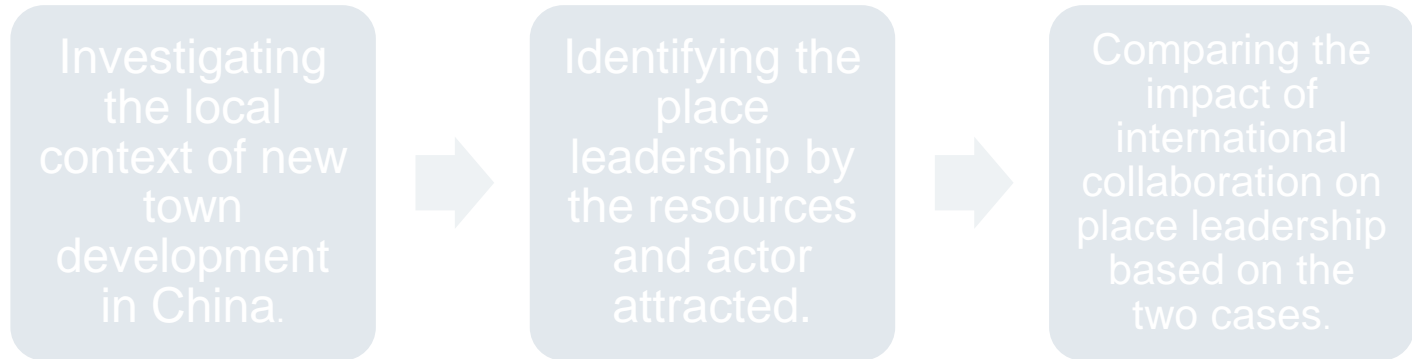 Investigating
the local
context of new
town
development
in China.
Identifying the
place
leadership by
the resources
and actor
attracted.
Comparing the
impact of
international
collaboration on
place leadership
based on the
two cases.